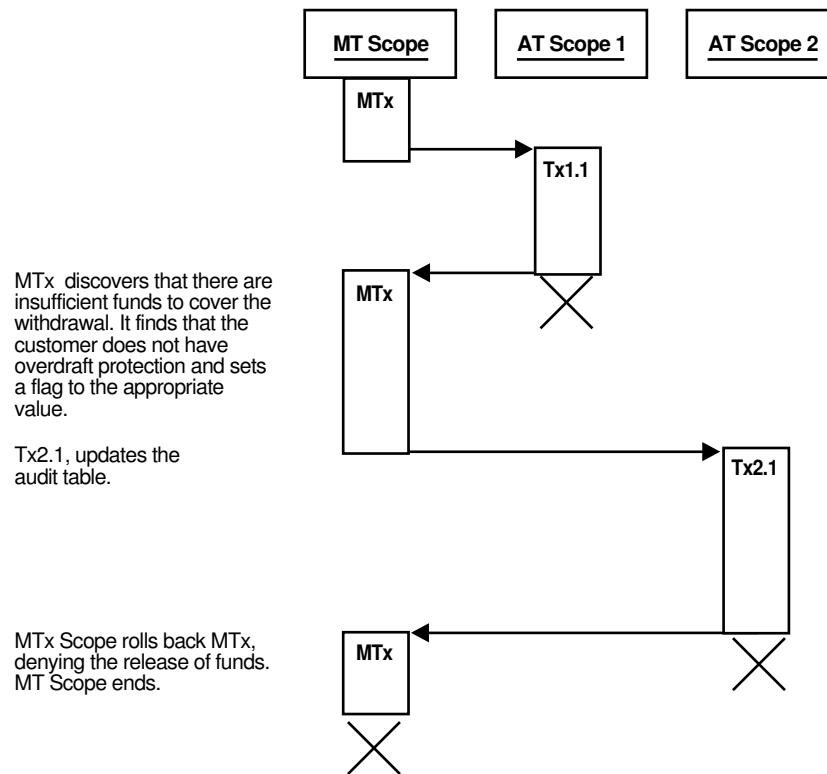 MT Scope
AT Scope 1
AT Scope 2
MTx
Tx1.1
MTx discovers that there are
insufficient funds to cover the
withdrawal. It finds that the
customer does not have
overdraft protection and sets
a flag to the appropriate
value.
MTx
Tx2.1, updates the
audit table.
Tx2.1
MTx Scope rolls back MTx,
denying the release of funds.
MT Scope ends.
MTx